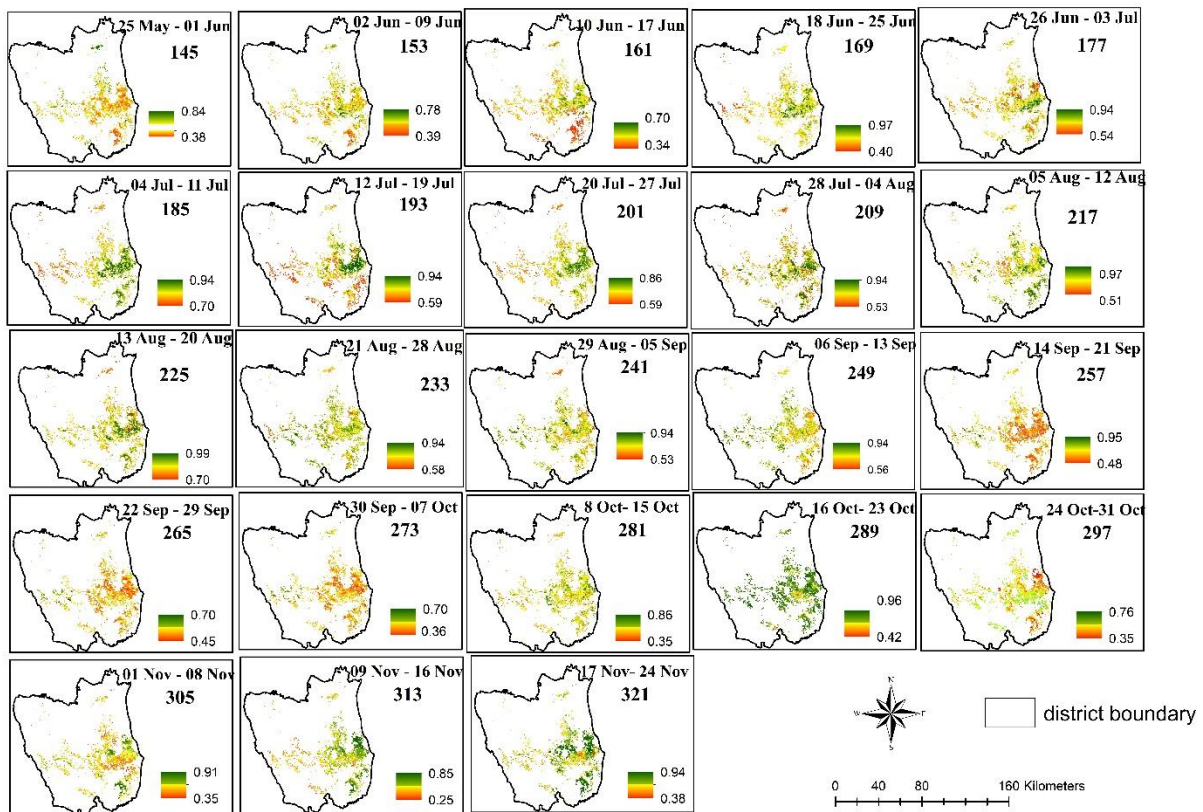 25 May - 01 Jun
145
0.84
0.38
02 Jun - 09 Jun
153
0.78
0.39
10 Jun - 17 Jun
161
0.70
0.34
18 Jun - 25 Jun
169
0.97
0.40
26 Jun - 03 Jul
177
0.94
0.54
04 Jul - 11 Jul
185
0.94
0.70
12 Jul - 19 Jul
193
0.94
0.59
20 Jul - 27 Jul
201
0.86
0.59
28 Jul - 04 Aug
209
0.94
0.53
05 Aug - 12 Aug
217
0.97
0.51
13 Aug - 20 Aug
225
0.99
0.70
21 Aug - 28 Aug
233
0.94
0.58
29 Aug - 05 Sep
241
0.94
0.53
06 Sep - 13 Sep
249
0.94
0.56
14 Sep - 21 Sep
257
0.95
0.48
22 Sep - 29 Sep
265
0.70
0.45
30 Sep - 07 Oct
273
0.70
0.36
8 Oct- 15 Oct
281
0.86
0.35
16 Oct- 23 Oct
289
0.96
0.42
24 Oct-31 Oct
297
0.76
0.35
01 Nov - 08 Nov
305
0.91
0.35
09 Nov - 16 Nov
313
0.85
0.25
17 Nov- 24 Nov
321
0.94
0.38
N
W E
S
district boundary
0 40 80 160 Kilometers